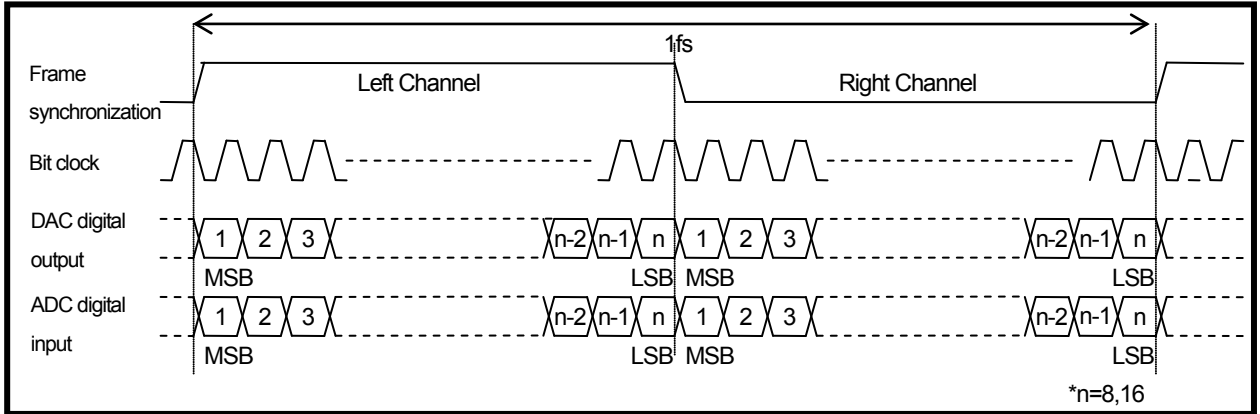 1fs
Frame
synchronization
Left Channel
Right Channel
Bit clock
DAC digital
output
1 2 3 n-2 n-1 n 1 2 3 n-2 n-1 n
MSB LSB MSB LSB
ADC digital
input
1 2 3 n-2 n-1 n 1 2 3 n-2 n-1 n
MSB LSB MSB LSB
*n=8,16